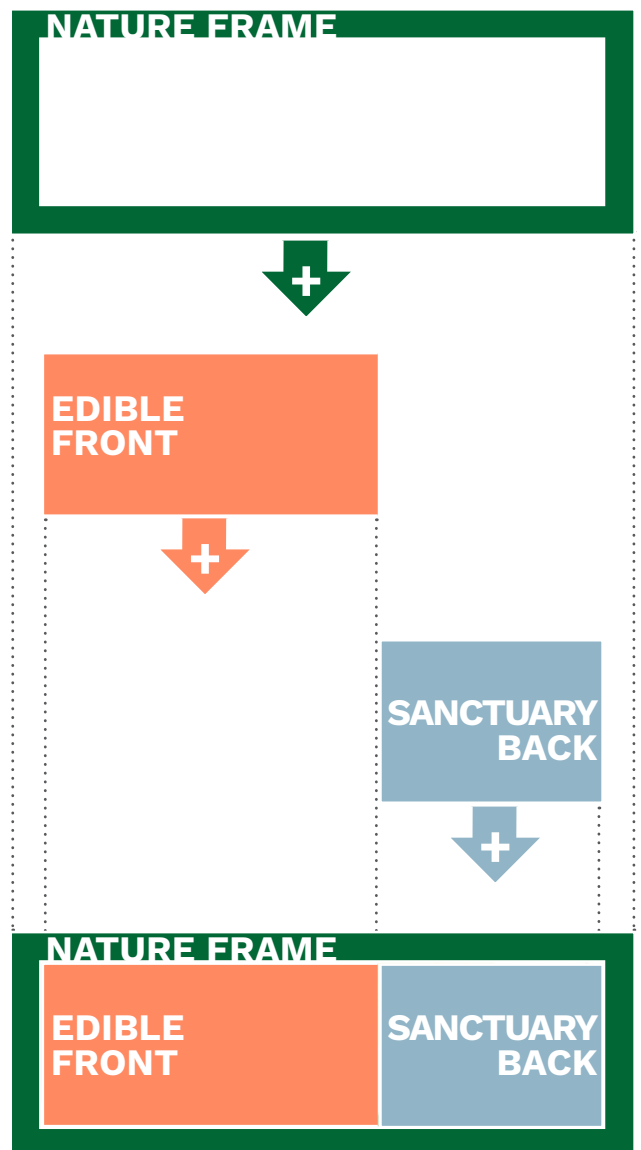 NATURE FRAME
+
EDIBLE
FRONT
+
SANCTUARY
BACK
+
NATURE FRAME
EDIBLE
FRONT
SANCTUARY
BACK